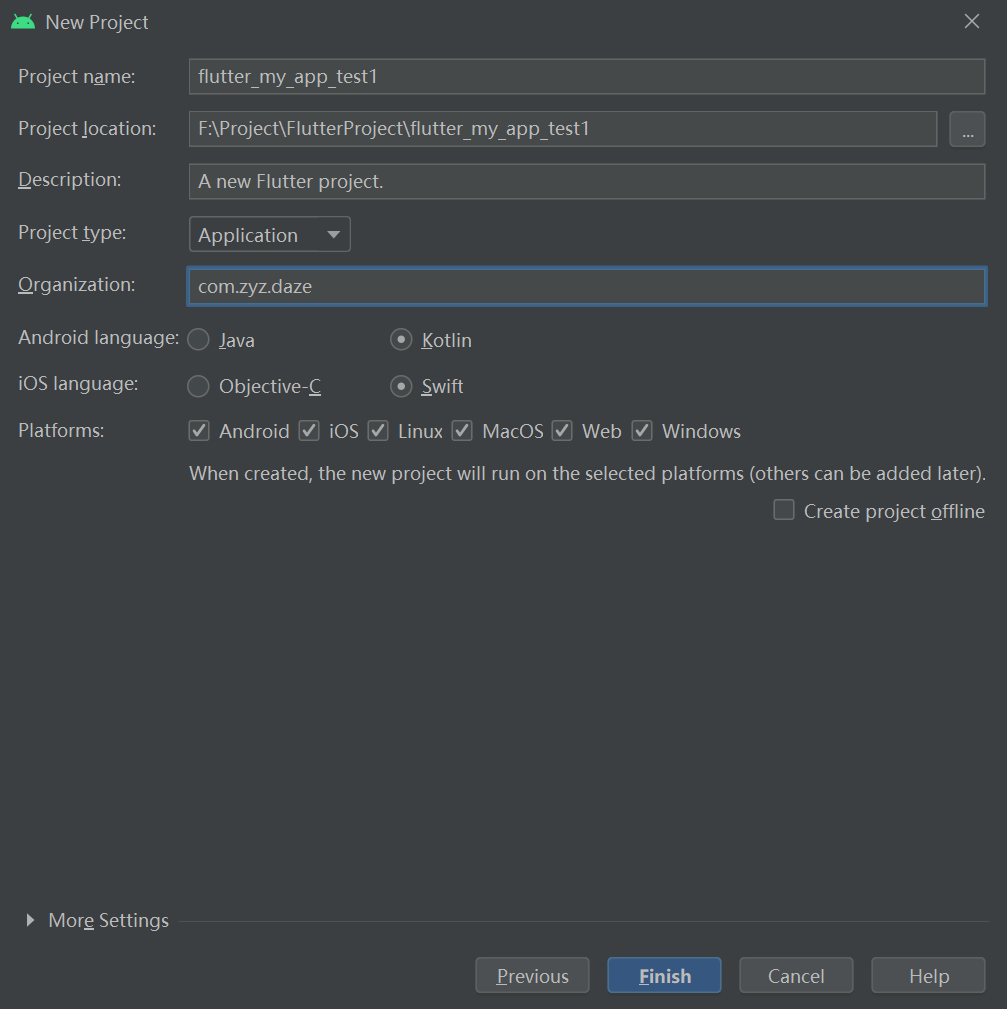 New Project
Project name: flutter_my_app_test1
Project location: F:\Project\FlutterProject\flutter_my_app_test1 ...
Description: A new Flutter project.
Project type: Application
Organization: com.zyz.daze
Android language: Java Kotlin
iOS language: Objective-C Swift
Platforms: Android iOS Linux MacOS Web Windows
When created, the new project will run on the selected platforms (others can be added later).
Create project offline
More Settings
Previous Finish Cancel Help